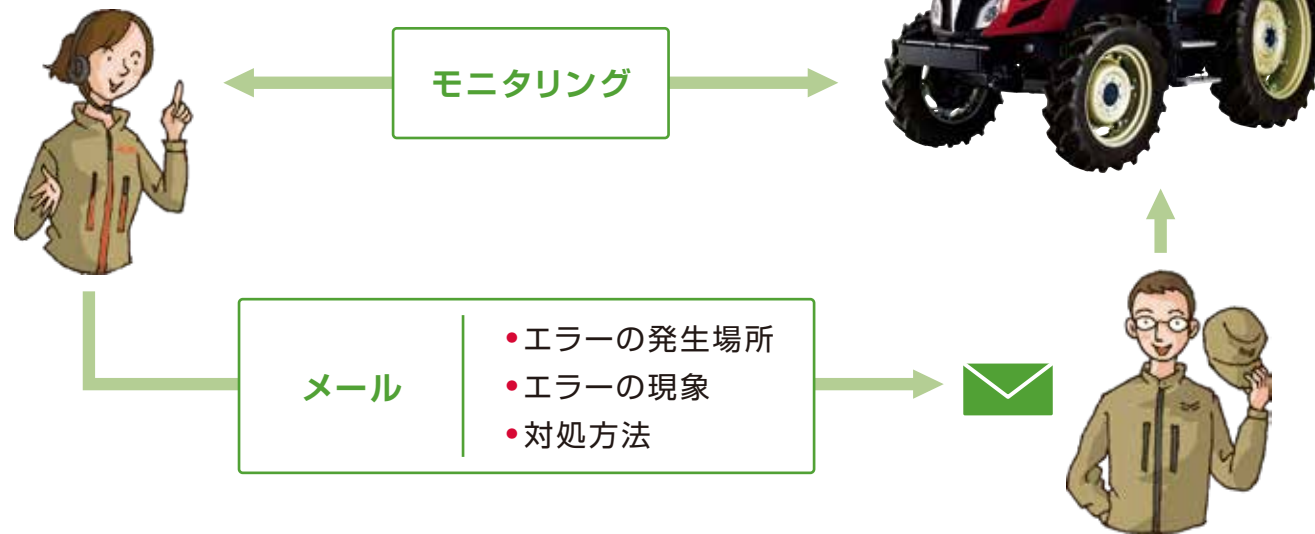 モニタリング
メール
•エラーの発生場所
•エラーの現象
•対処方法